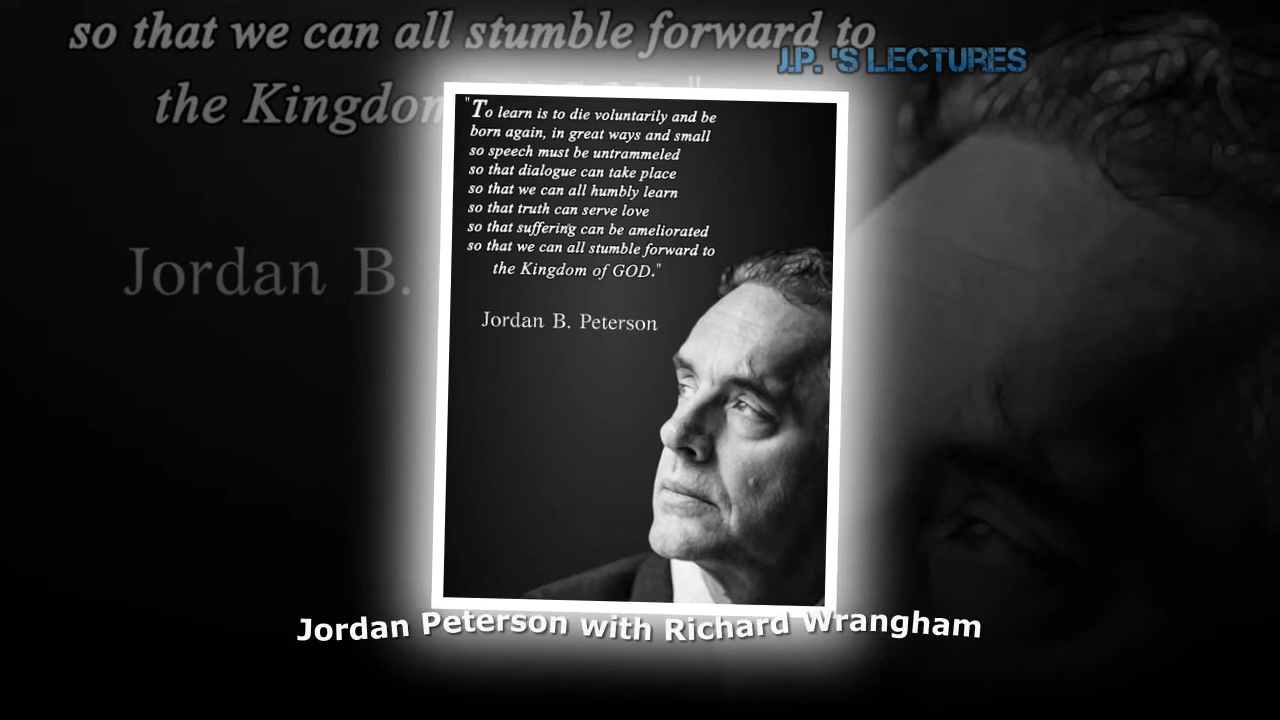 so that we can all stumble forward to
the Kingdom
J.P. 'S LECTURES
Jordan B.
"To learn is to die voluntarily and be
born again, in great ways and small
so speech must be untrammeled
so that dialogue can take place
so that we can all humbly learn
so that truth can serve love
so that suffering can be ameliorated
so that we can all stumble forward to
the Kingdom of GOD."
Jordan B. Peterson
Jordan Peterson with Richard Wrangham